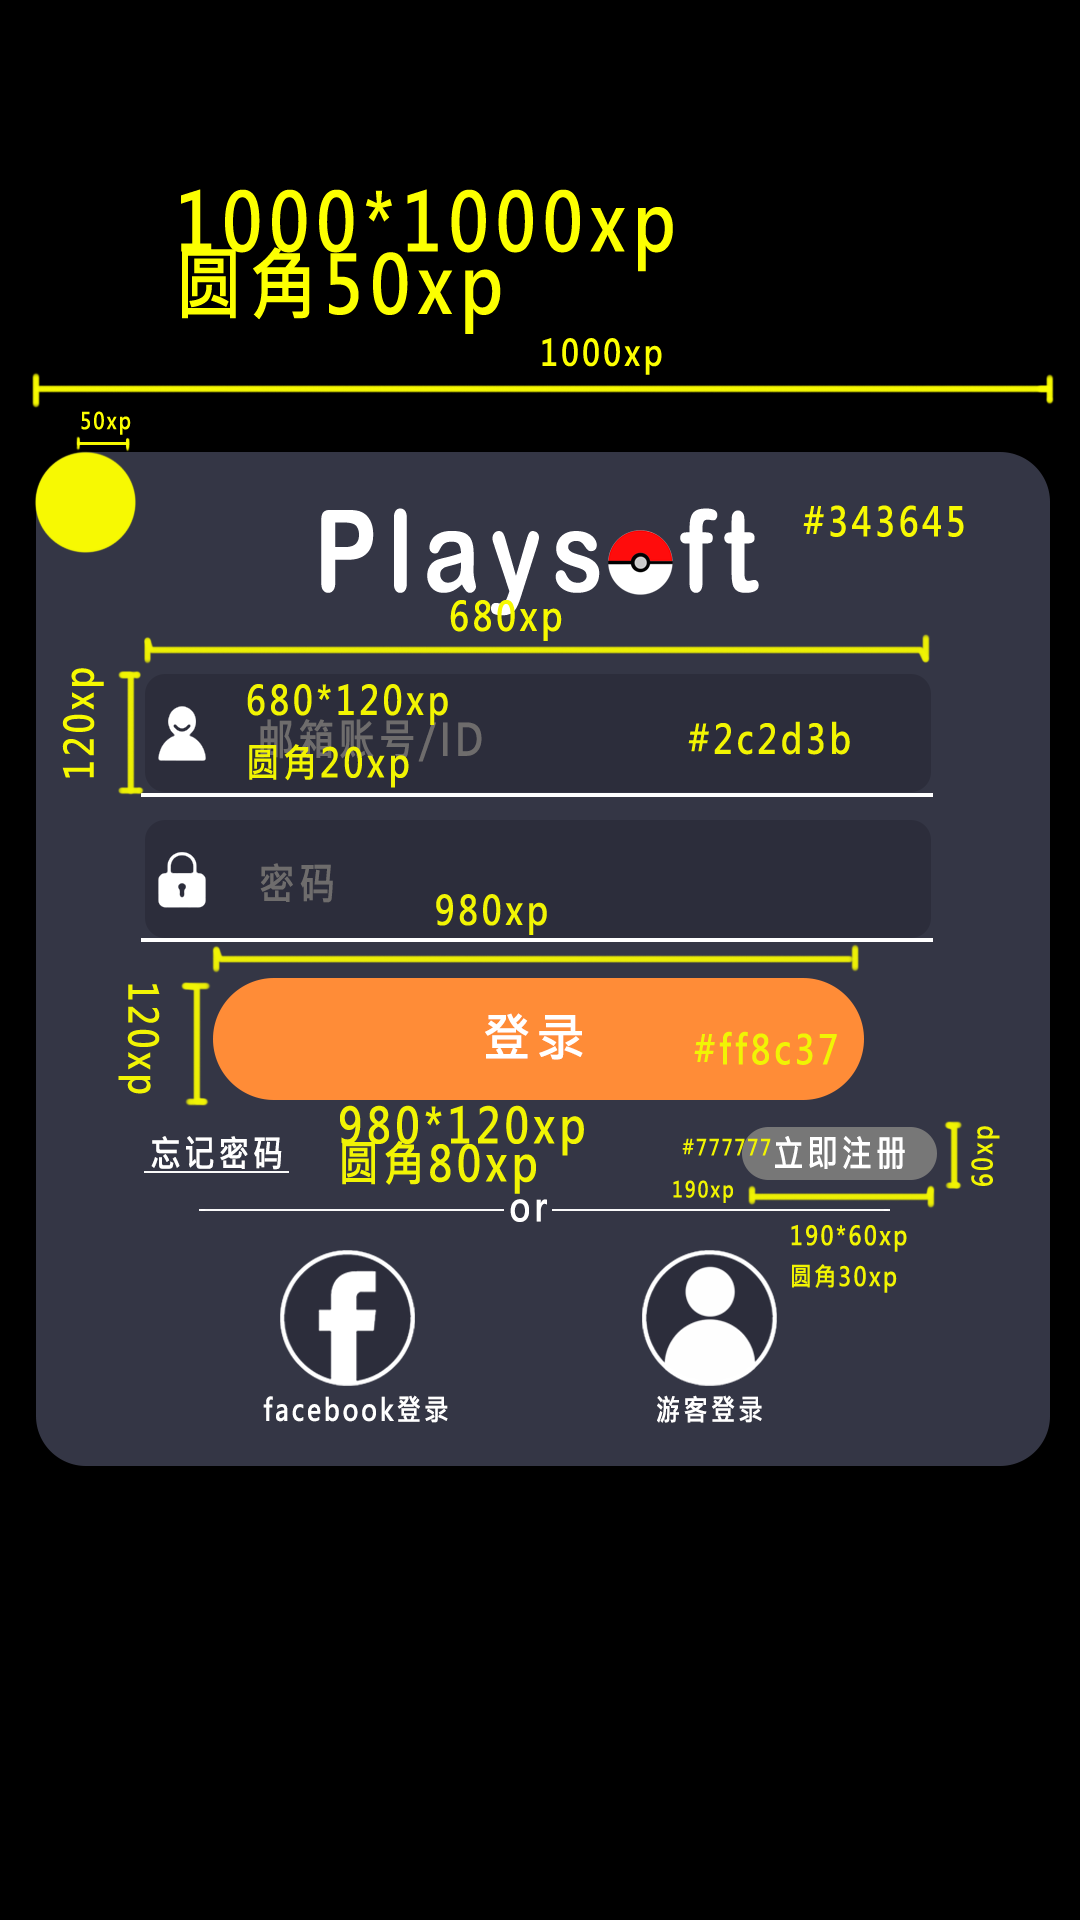 1000*1000xp
圆角50xp
1000xp
50xp
Playsoft
#343645
680xp
120xp
680*120xp
邮箱账号/ID
圆角20xp
#2c2d3b
密码
980xp
120xp
登录
#ff8c37
980*120xp
圆角80xp
忘记密码
#777777
立即注册
60xp
190xp
or
190*60xp
圆角30xp
facebook登录
游客登录